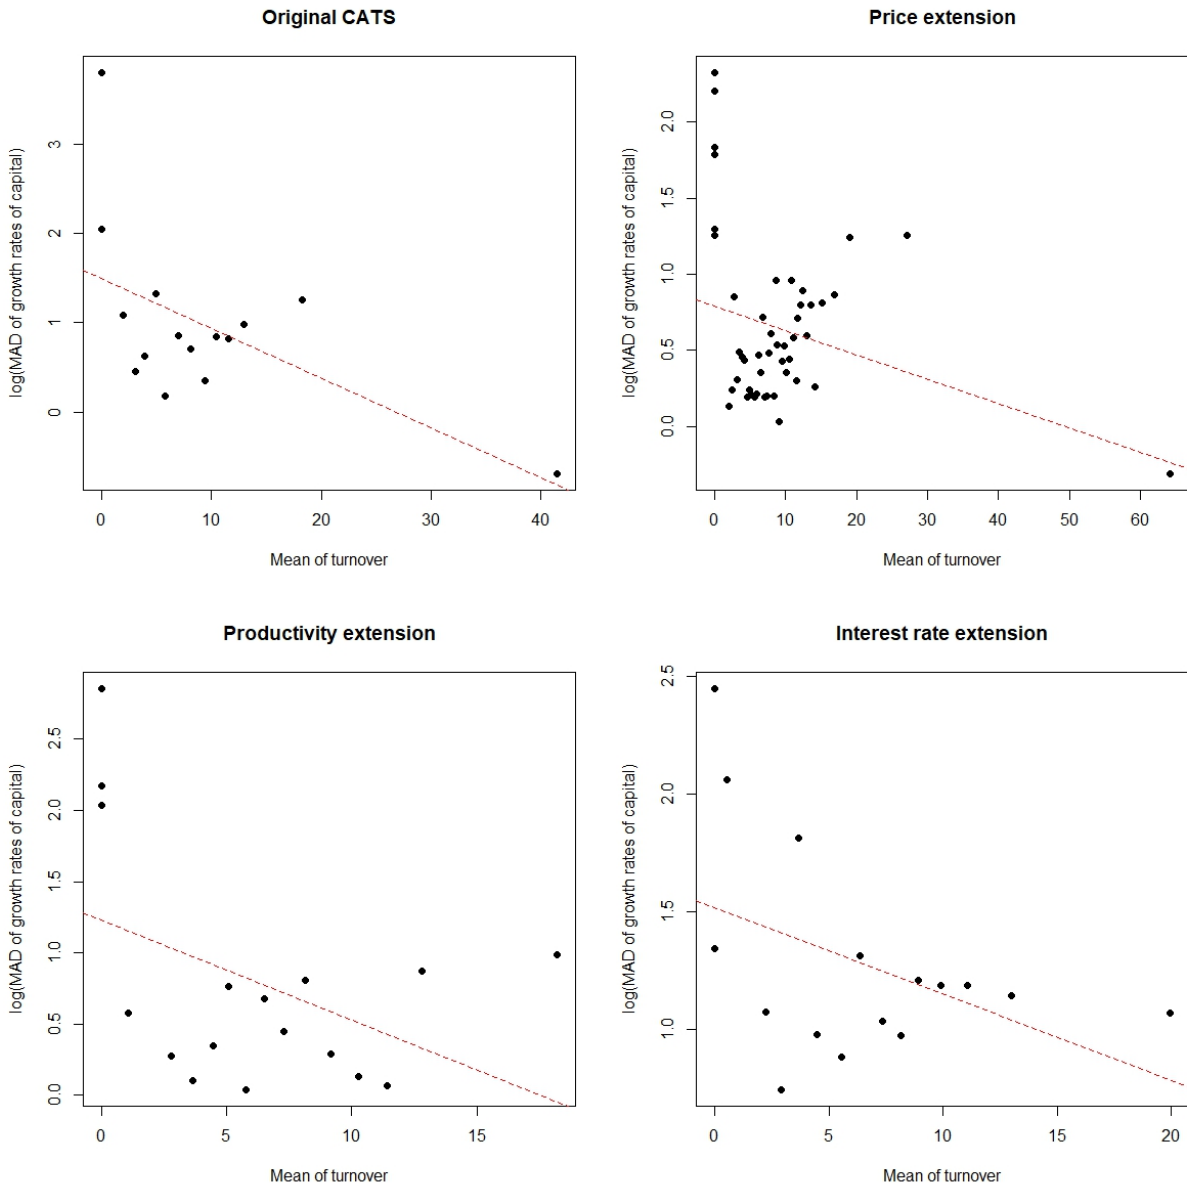 Original CATS
log(MAD of growth rates of capital)
3
2
1
0
0 10 20 30 40
Mean of turnover
Price extension
log(MAD of growth rates of capital)
2.0
1.5
1.0
0.5
0.0
0 10 20 30 40 50 60
Mean of turnover
Productivity extension
log(MAD of growth rates of capital)
2.5
2.0
1.5
1.0
0.5
0.0
0 5 10 15
Mean of turnover
Interest rate extension
log(MAD of growth rates of capital)
2.5
2.0
1.5
1.0
0 5 10 15 20
Mean of turnover